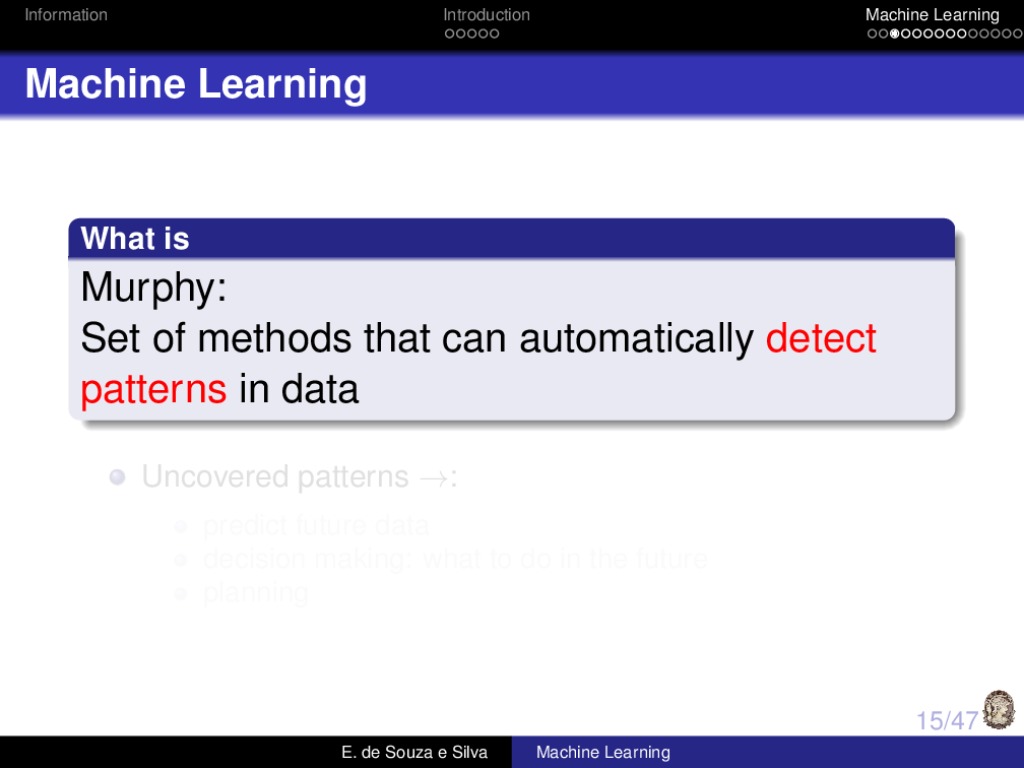 Information Introduction Machine Learning
Machine Learning
What is
Murphy:
Set of methods that can automatically detect
patterns in data
Uncovered patterns →:
predict future data
decision making: what to do in the future
planning
15/47
E. de Souza e Silva Machine Learning